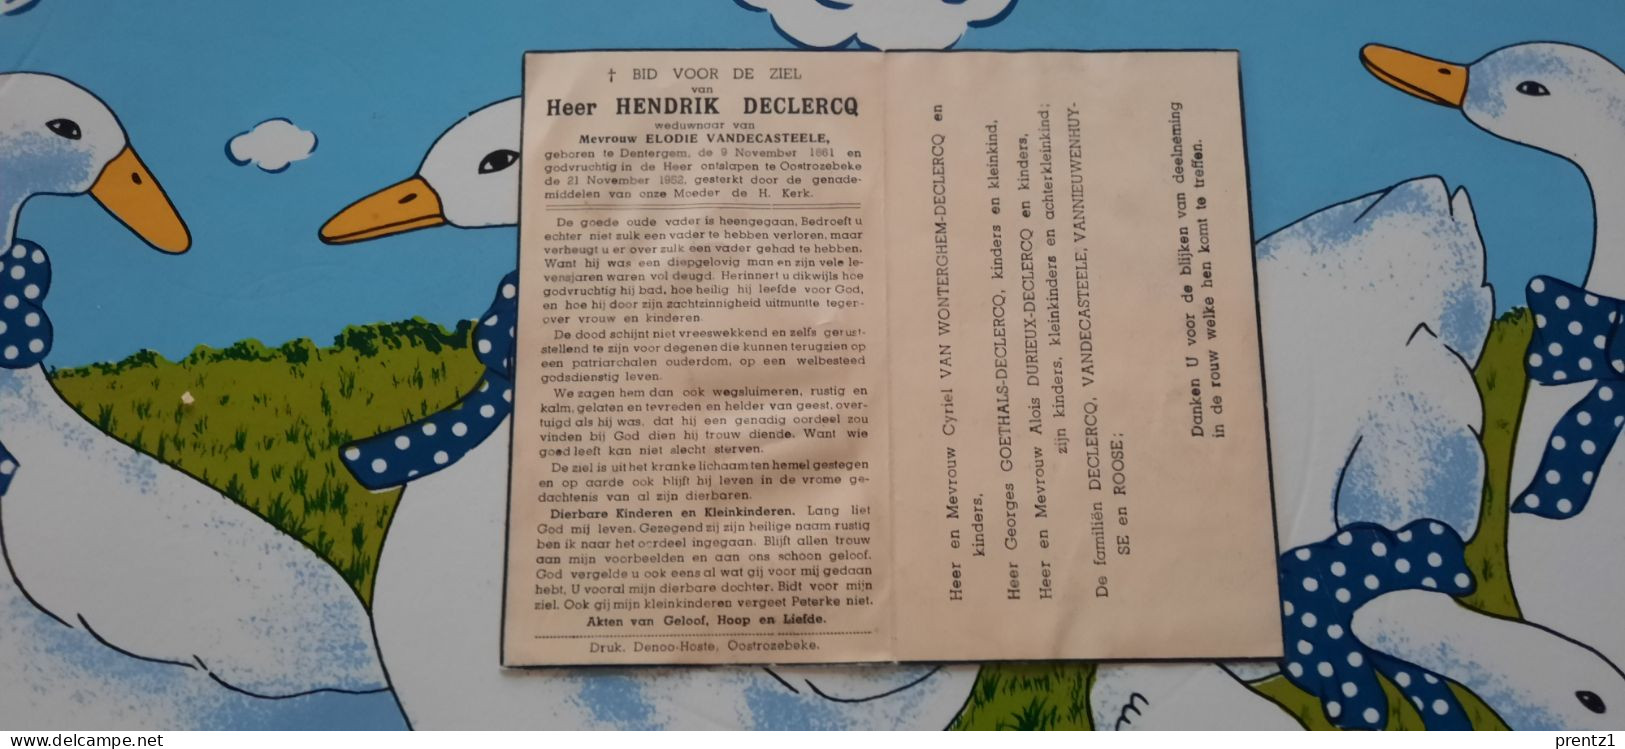 † BID VOOR DE ZIEL
van
Heer HENDRIK DECLERCQ
weduwnaar van
Mevrouw ELODIE VANDECASTEELE,
geboren te Dentergem, de 9 November 1861 en
godvruchtig in de Heer ontslapen te Oostrozebeke
de 21 November 1952, gesterkt door de genade-
middelen van onze Moeder de H. Kerk.
De goede oude vader is heengegaan, Bedroeft u
echter niet zulk een vader te hebben verloren, maar
verheugt u er over zulk een vader gehad te hebben.
Want hij was een diepgelovig man en zijn vele le-
vensjaren waren vol deugd. Herinnert u dikwijls hoe
godvruchtig hij bad, hoe heilig hij leefde voor God,
en hoe hij door zijn zachtzinnigheid uitmuntte tegen-
over vrouw en kinderen.
De dood schijnt niet vreeswekkend en zelfs gerust-
stellend te zijn voor degenen die kunnen terugzien op
een patriarchalen ouderdom, op een welbesteed
godsdienstig leven.
We zagen hem dan ook wegsluimeren, rustig en
kalm, gelaten en tevreden en helder van geest, over-
tuigd als hij was, dat hij een genadig oordeel zou
vinden bij God dien hij trouw diende. Want wie
goed leeft kan niet slecht sterven.
De ziel is uit het kranke lichaam ten hemel gestegen
en op aarde ook blijft hij leven in de vrome ge-
dachtenis van al zijn dierbaren.
Dierbare Kinderen en Kleinkinderen. Lang liet
God mij leven. Gezegend zij zijn heilige naam rustig
ben ik naar het oordeel ingegaan. Blijft allen trouw
aan mijn voorbeelden en aan ons schoon geloof.
God vergelde u ook eens al wat gij voor mij gedaan
hebt, U vooral mijn dierbare dochter. Bidt voor mijn
ziel. Ook gij mijn kleinkinderen vergeet Peterke niet.
Akten van Geloof, Hoop en Liefde.
Druk. Denoo-Hoste, Oostrozebeke.
Heer en Mevrouw Cyriel VAN WONTERGHEM-DECLERCQ en
kinders,
Heer Georges GOETHALS-DECLERCQ, kinders en kleinkind,
Heer en Mevrouw Alois DURIEUX-DECLERCQ en kinders,
zijn kinders, kleinkinders en achterkleinkind;
De familiën DECLERCQ, VANDECASTEELE, VANNIEUWENHUY-
SE en ROOSE;
Danken U voor de blijken van deelneming
in de rouw welke hen komt te treffen.
www.delcampe.net
prentz1